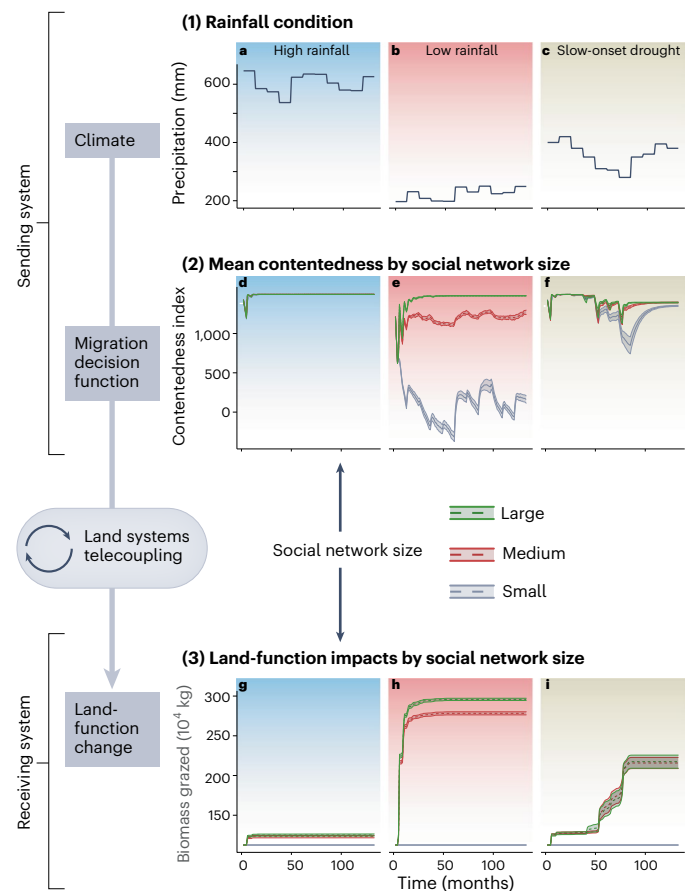 (1) Rainfall condition
a
High rainfall
b
Low rainfall
c
Slow-onset drought
Precipitation (mm)
600
400
200
Sending system
Climate
Migration
decision
function
(2) Mean contentedness by social network size
d
e
f
Contentedness index
1,000
500
0
Land systems
telecoupling
Social network size
Large
Medium
Small
(3) Land-function impacts by social network size
g
h
i
Biomass grazed (10⁴ kg)
300
250
200
150
Receiving system
Land-
function
change
0
50
100
0
50
100
0
50
100
Time (months)